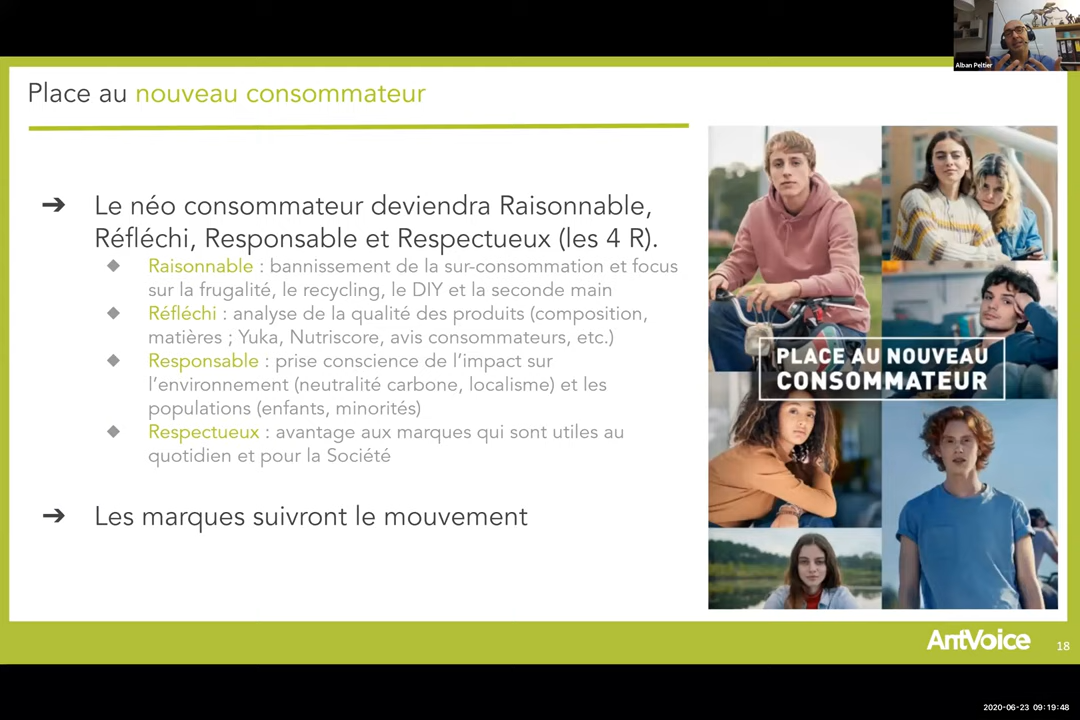 Alban Peltier
Place au nouveau consommateur
➔ Le néo consommateur deviendra Raisonnable,
Réfléchi, Responsable et Respectueux (les 4 R).
◆ Raisonnable : bannissement de la sur-consommation et focus
sur la frugalité, le recycling, le DIY et la seconde main
◆ Réfléchi : analyse de la qualité des produits (composition,
matières ; Yuka, Nutriscore, avis consommateurs, etc.)
◆ Responsable : prise conscience de l’impact sur
l’environnement (neutralité carbone, localisme) et les
populations (enfants, minorités)
◆ Respectueux : avantage aux marques qui sont utiles au
quotidien et pour la Société
➔ Les marques suivront le mouvement
PLACE AU NOUVEAU
CONSOMMATEUR
AntVoice
18
2020-06-23 09:19:48